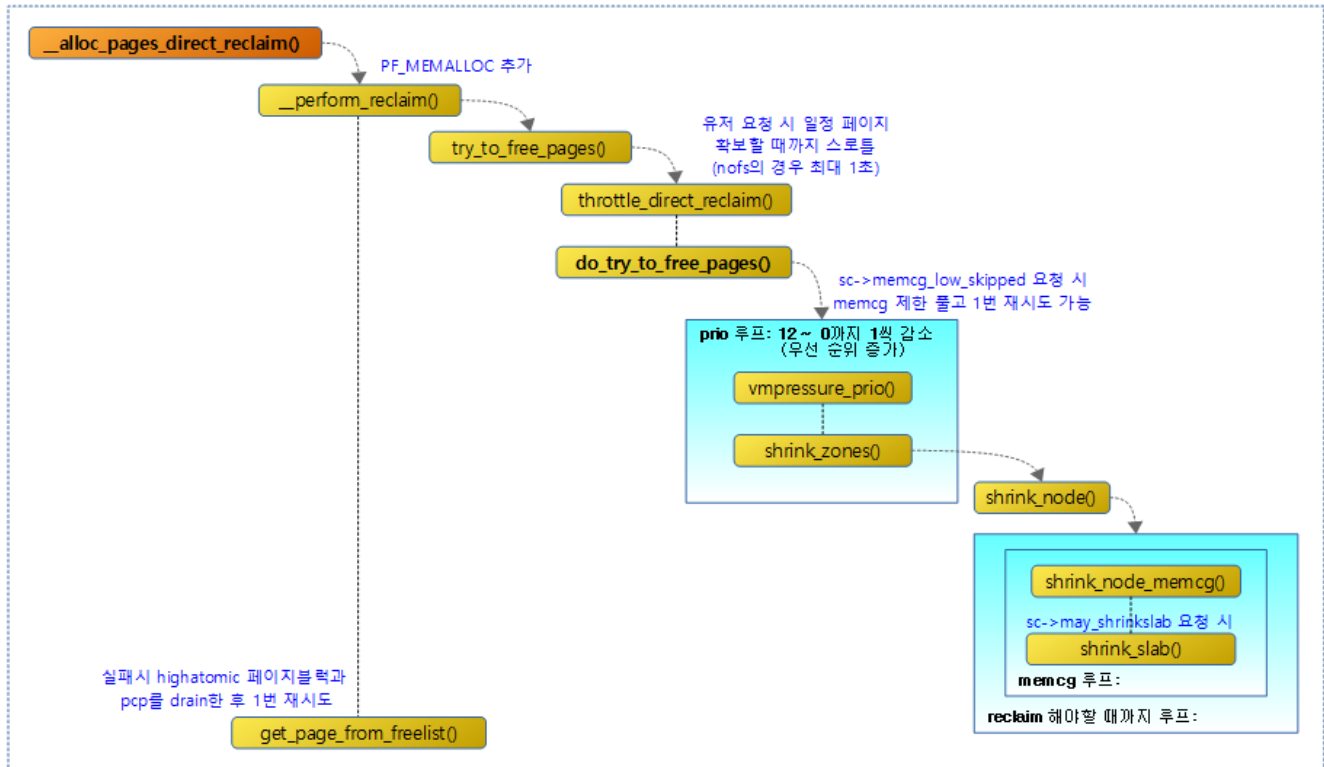 __alloc_pages_direct_reclaim()
PF_MEMALLOC 추가
__perform_reclaim()
try_to_free_pages()
유저 요청 시 일정 페이지
확보할 때까지 스로틀
(nofs의 경우 최대 1초)
throttle_direct_reclaim()
do_try_to_free_pages()
sc->memcg_low_skipped 요청 시
memcg 제한 풀고 1번 재시도 가능
prio 루프: 12 ~ 0까지 1씩 감소
(우선 순위 증가)
vmpressure_prio()
shrink_zones()
shrink_node()
shrink_node_memcg()
sc->may_shrinkslab 요청 시
shrink_slab()
memcg 루프:
reclaim 해야할 때까지 루프:
실패시 highatomic 페이지블럭과
pcp를 drain한 후 1번 재시도
get_page_from_freelist()